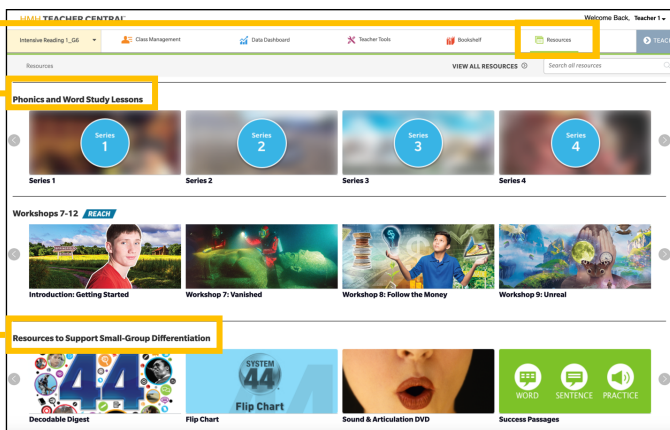 HMH TEACHER CENTRAL
Welcome Back, Teacher 1
Intensive Reading 1_G6
Class Management
Data Dashboard
Teacher Tools
Bookshelf
Resources
TEAC
Resources
VIEW ALL RESOURCES
Search all resources
Phonics and Word Study Lessons
Series 1
Series 2
Series 3
Series 4
Series 1
Series 2
Series 3
Series 4
Workshops 7-12 REACH
Introduction: Getting Started
Workshop 7: Vanished
Workshop 8: Follow the Money
Workshop 9: Unreal
Resources to Support Small-Group Differentiation
44
SYSTEM
44
Flip Chart
WORD SENTENCE PRACTICE
Decodable Digest
Flip Chart
Sound & Articulation DVD
Success Passages